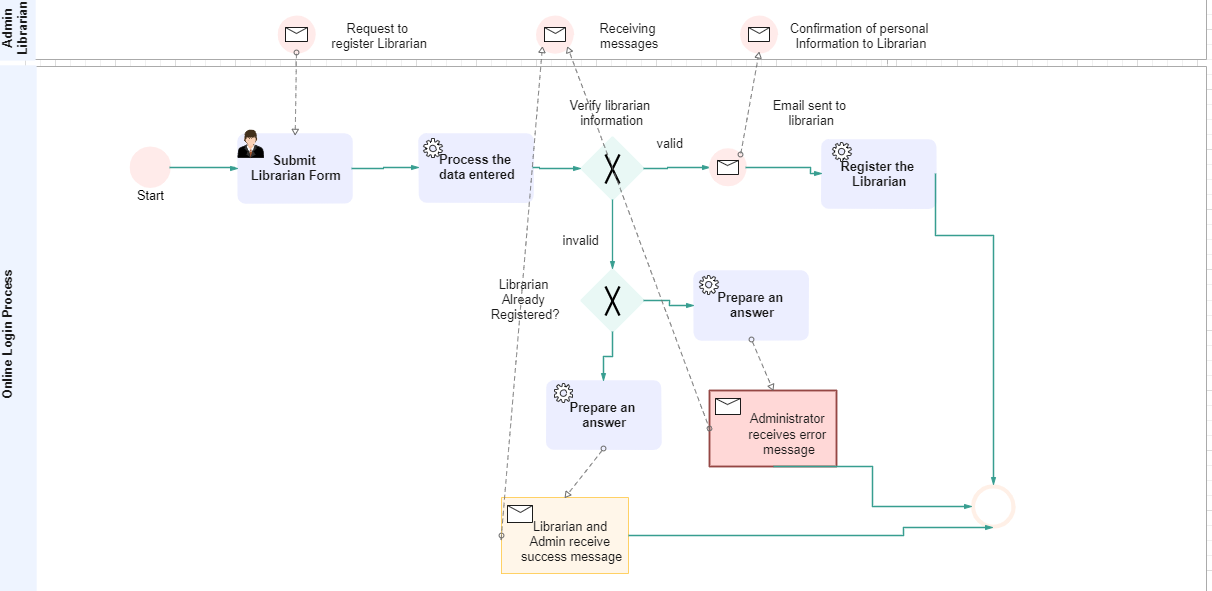 Admin
Librarian
Request to
register Librarian
Receiving
messages
Confirmation of personal
Information to Librarian
Online Login Process
Start
Submit
Librarian Form
Process the
data entered
Verify librarian
information
valid
Email sent to
librarian
Register the
Librarian
invalid
Librarian
Already
Registered?
X
X
Prepare an
answer
Prepare an
answer
Administrator
receives error
message
Librarian and
Admin receive
success message